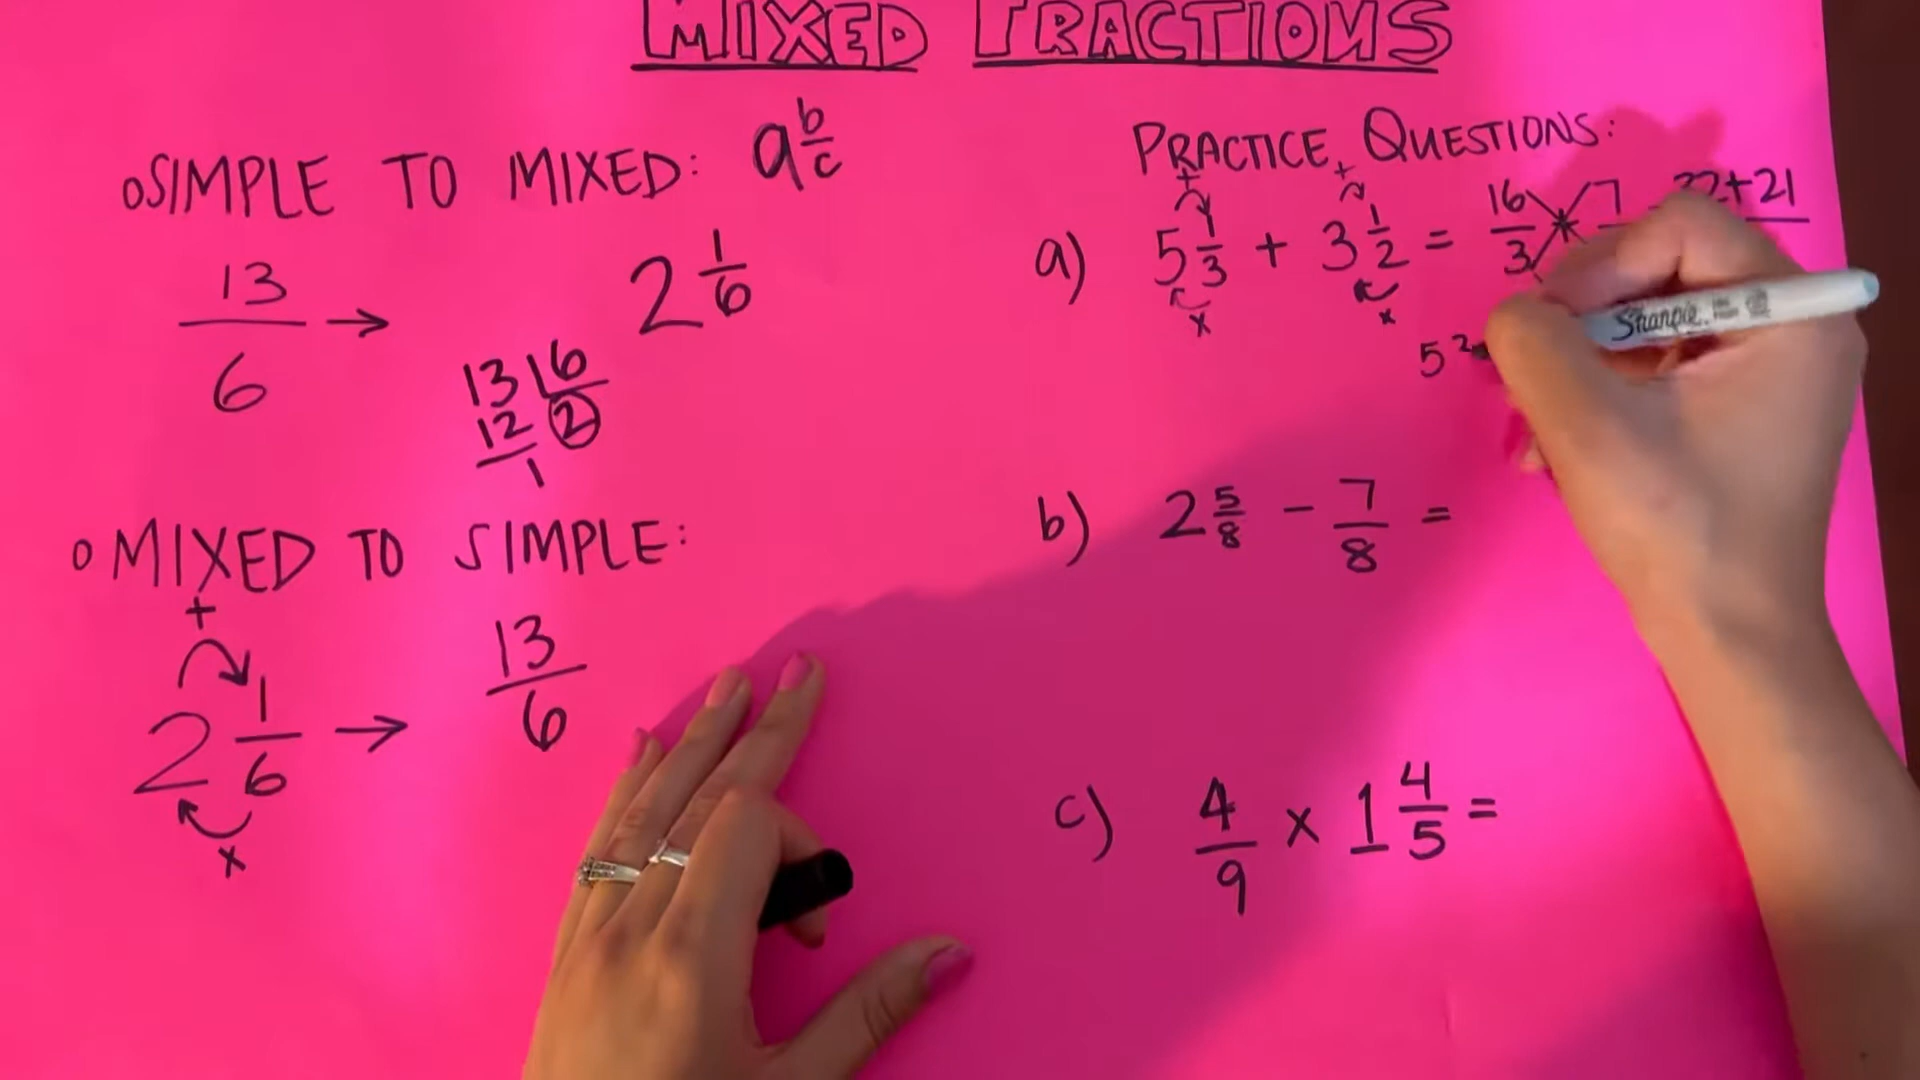 MIXED FRACTIONS
SIMPLE TO MIXED: a b/c
13/6 → 2 1/6
13 6
12 2
1
MIXED TO SIMPLE:
+
2 1/6 → 13/6
x
PRACTICE QUESTIONS:
+ +
a) 5 1/3 + 3 1/2 = 16/3 7 32+21
x x
53
b) 2 5/8 - 7/8 =
c) 4/9 x 1 4/5 =
Sharpie